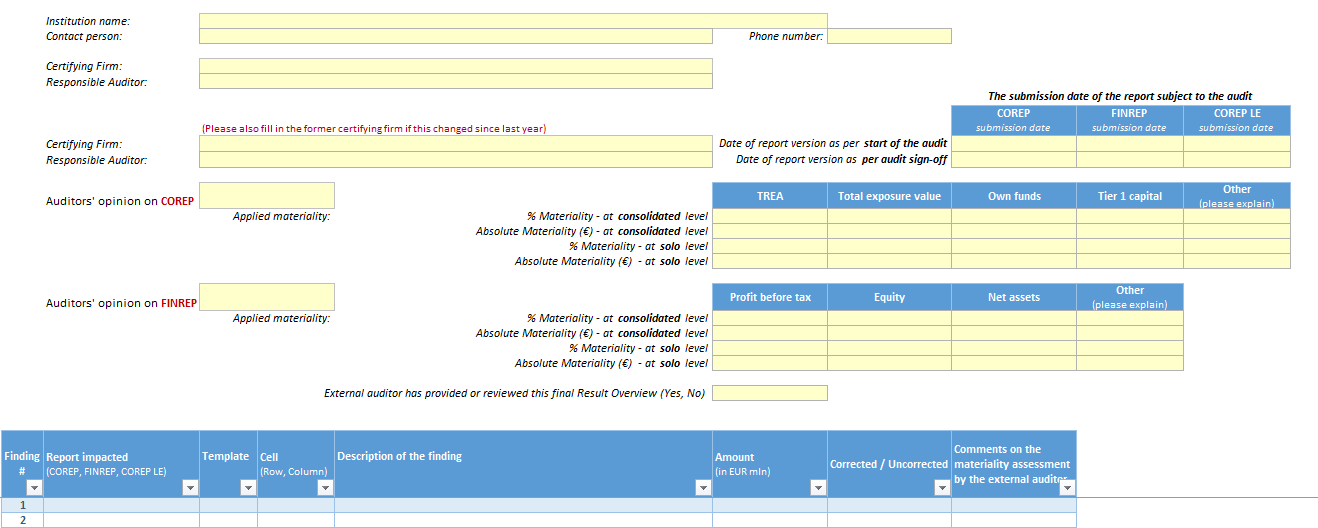 Institution name:
Contact person: Phone number:
Certifying Firm:
Responsible Auditor:
The submission date of the report subject to the audit
COREP FINREP COREP LE
submission date submission date submission date
(Please also fill in the former certifying firm if this changed since last year)
Certifying Firm: Date of report version as per start of the audit
Responsible Auditor: Date of report version as per audit sign-off
Auditors' opinion on COREP TREA Total exposure value Own funds Tier 1 capital Other
(please explain)
Applied materiality: % Materiality - at consolidated level
Absolute Materiality (€) - at consolidated level
% Materiality - at solo level
Absolute Materiality (€) - at solo level
Auditors' opinion on FINREP Profit before tax Equity Net assets Other
(please explain)
Applied materiality: % Materiality - at consolidated level
Absolute Materiality (€) - at consolidated level
% Materiality - at solo level
Absolute Materiality (€) - at solo level
External auditor has provided or reviewed this final Result Overview (Yes, No)
Finding
#
Report impacted
(COREP, FINREP, COREP LE)
Template
Cell
(Row, Column)
Description of the finding
Amount
(in EUR mln)
Corrected / Uncorrected
Comments on the
materiality assessment
by the external auditor
1
2